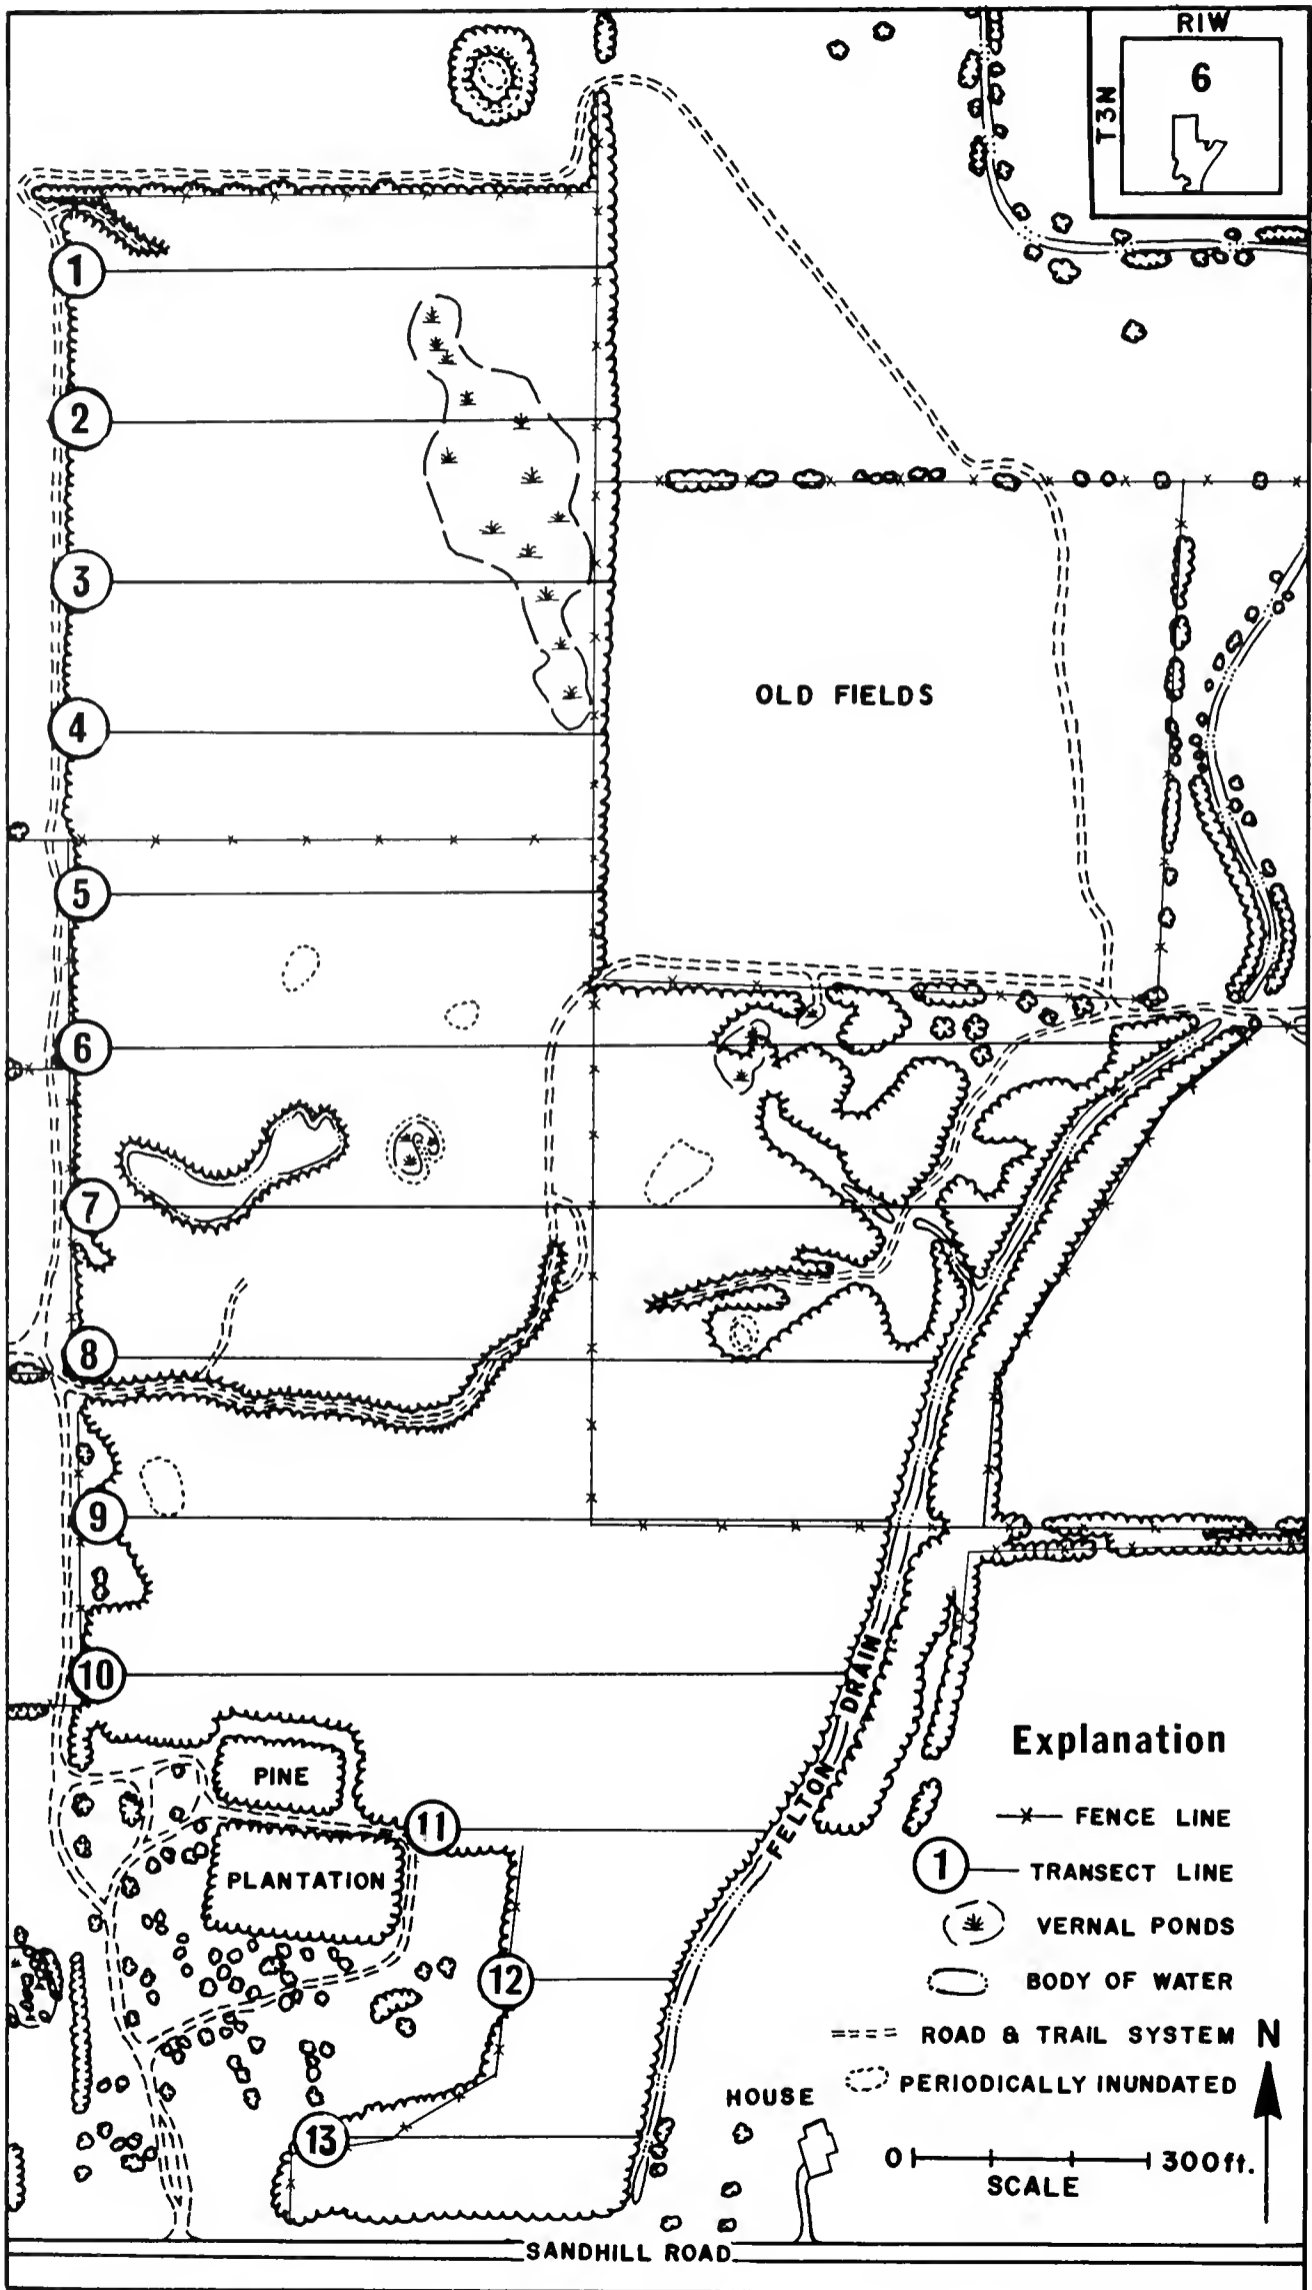 R1W
T3N
6
1
2
3
OLD FIELDS
4
5
6
7
8
9
10
DRAIN
FELTON
Explanation
PINE
PLANTATION
11
12
13
FENCE LINE
1 TRANSECT LINE
VERNAL PONDS
BODY OF WATER
ROAD & TRAIL SYSTEM
N
PERIODICALLY INUNDATED
HOUSE
0 300ft.
SCALE
SANDHILL ROAD